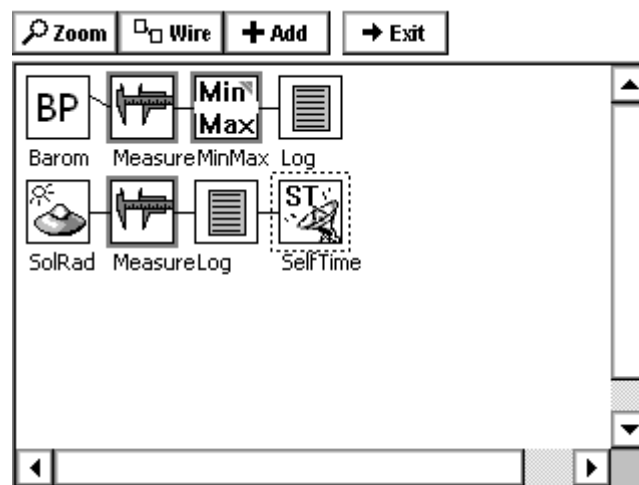 Zoom Wire Add Exit
BP Min
Max
Barom Measure MinMax Log
ST
SolRad Measure Log SelfTime